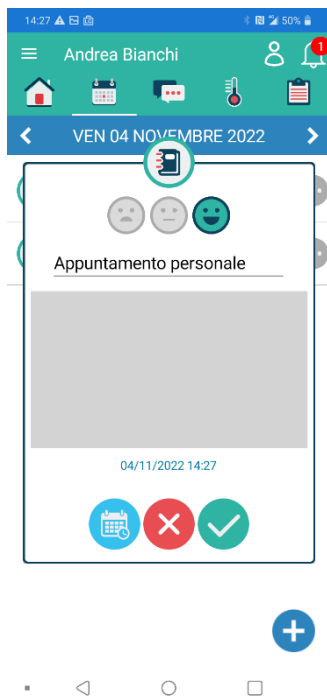 14:27 50%
Andrea Bianchi
1
VEN 04 NOVEMBRE 2022
Appuntamento personale
04/11/2022 14:27